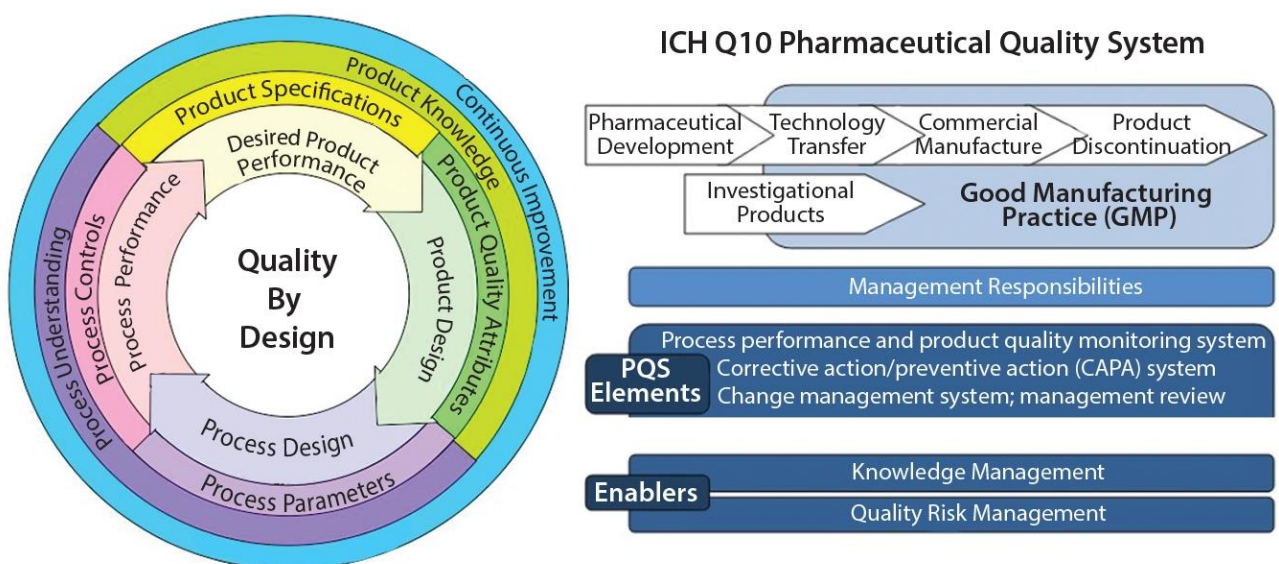 Continuous Improvement
Product Knowledge
Product Specifications
Desired Product
Performance
Product Quality Attributes
Product Design
Process Design
Process Parameters
Process Performance
Process Controls
Process Understanding
Quality
By
Design
ICH Q10 Pharmaceutical Quality System
Pharmaceutical
Development
Technology
Transfer
Commercial
Manufacture
Product
Discontinuation
Investigational
Products
Good Manufacturing
Practice (GMP)
Management Responsibilities
PQS
Elements
Process performance and product quality monitoring system
Corrective action/preventive action (CAPA) system
Change management system; management review
Enablers
Knowledge Management
Quality Risk Management